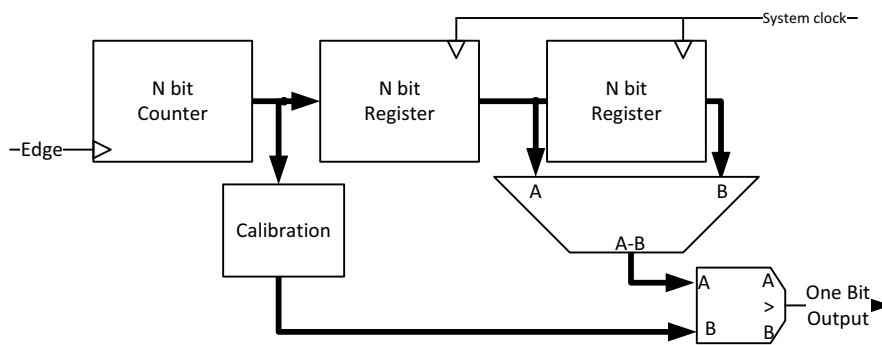 System clock
N bit
Counter
N bit
Register
N bit
Register
Edge
A
B
Calibration
A-B
A
A
>
B
B
One Bit
Output